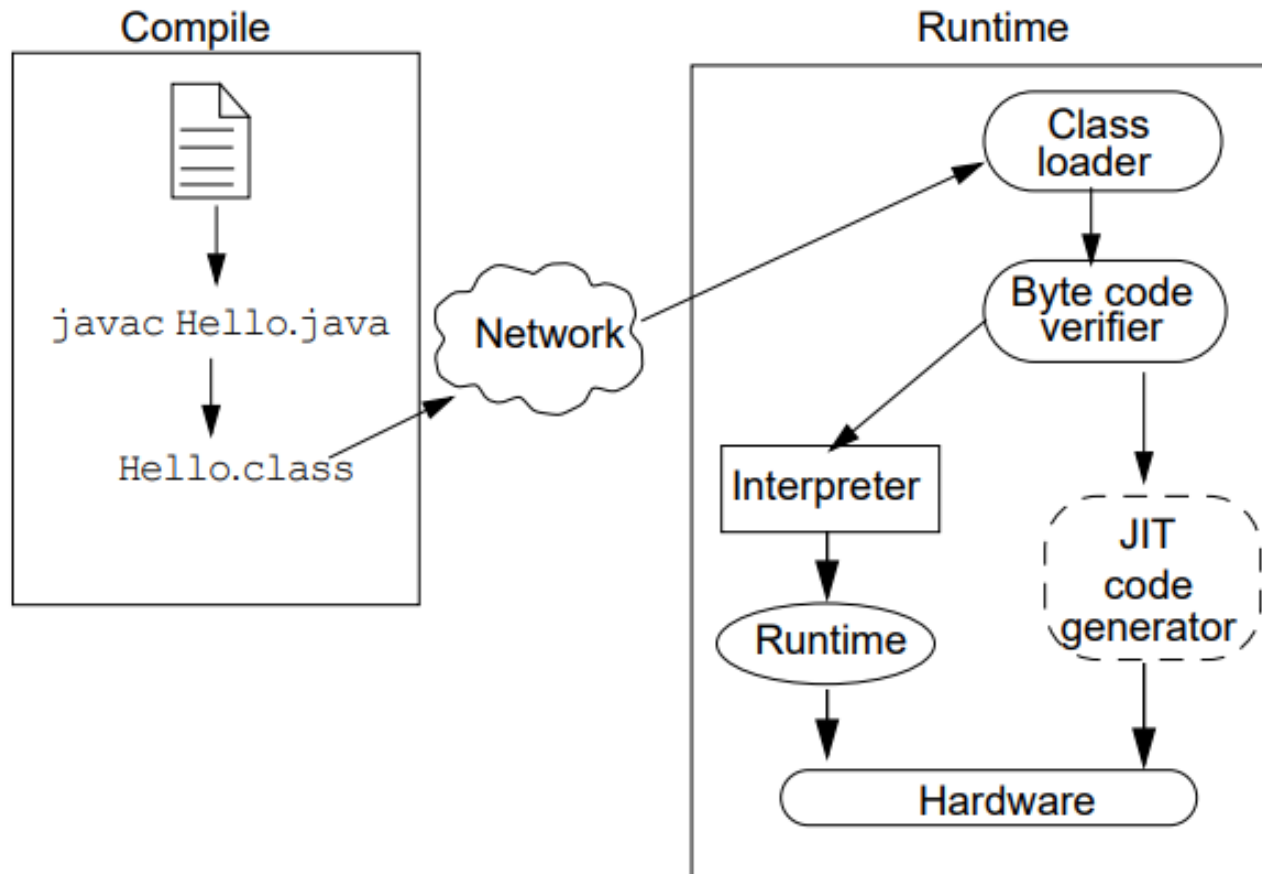 Compile
javac Hello.java
Hello.class
Network
Runtime
Class
loader
Byte code
verifier
Interpreter
Runtime
JIT
code
generator
Hardware